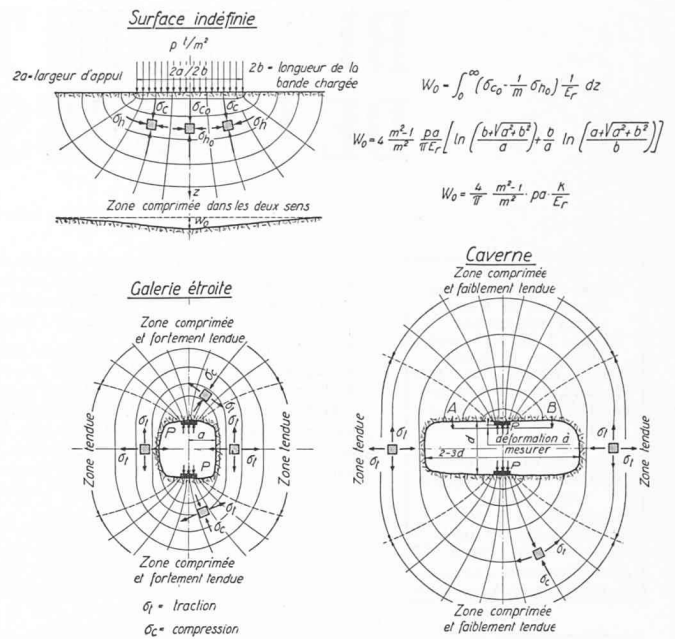 Surface indéfinie
p t/m²
2a = largeur d'appui
2a/2b
2b = longueur de la
bande chargée
σc σc₀ σc
σh σh
σh₀
z
Zone comprimée dans les deux sens
w₀
W₀ = ∫₀^∞ (σc₀ - 1/m σh₀) 1/Er dz
W₀ = 4 (m²-1)/m² pa/(πEr) [ln((b+√(a²+b²))/a) + b/a ln((a+√(a²+b²))/b)]
W₀ = 4/π (m²-1)/m² · pa · K/Er
Galerie étroite
Zone comprimée
et fortement tendue
σc
σt
P
a
Zone tendue
σt
σt
σt
σt
Zone tendue
P
σt
σc
Zone comprimée
et fortement tendue
σt = traction
σc = compression
Caverne
Zone comprimée
et faiblement tendue
A B
P
d
déformation à
mesurer
2-3d
P
Zone tendue
σt
σt
σt
σt
Zone tendue
σt
σc
Zone comprimée
et faiblement tendue